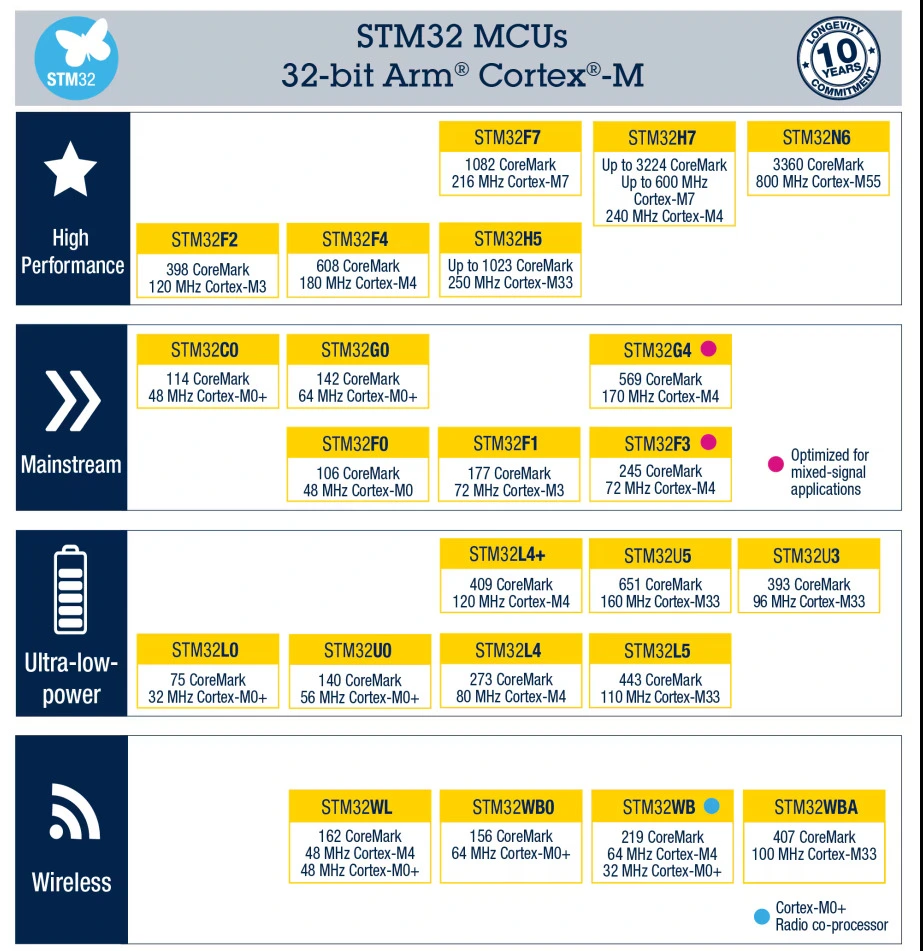 STM32
STM32 MCUs
32-bit Arm® Cortex®-M
LONGEVITY
10
YEARS
COMMITMENT
High
Performance
STM32F7
1082 CoreMark
216 MHz Cortex-M7
STM32H7
Up to 3224 CoreMark
Up to 600 MHz
Cortex-M7
240 MHz Cortex-M4
STM32N6
3360 CoreMark
800 MHz Cortex-M55
STM32F2
398 CoreMark
120 MHz Cortex-M3
STM32F4
608 CoreMark
180 MHz Cortex-M4
STM32H5
Up to 1023 CoreMark
250 MHz Cortex-M33
Mainstream
STM32C0
114 CoreMark
48 MHz Cortex-M0+
STM32G0
142 CoreMark
64 MHz Cortex-M0+
STM32G4
569 CoreMark
170 MHz Cortex-M4
STM32F0
106 CoreMark
48 MHz Cortex-M0
STM32F1
177 CoreMark
72 MHz Cortex-M3
STM32F3
245 CoreMark
72 MHz Cortex-M4
Optimized for
mixed-signal
applications
Ultra-low-
power
STM32L4+
409 CoreMark
120 MHz Cortex-M4
STM32U5
651 CoreMark
160 MHz Cortex-M33
STM32U3
393 CoreMark
96 MHz Cortex-M33
STM32L0
75 CoreMark
32 MHz Cortex-M0+
STM32U0
140 CoreMark
56 MHz Cortex-M0+
STM32L4
273 CoreMark
80 MHz Cortex-M4
STM32L5
443 CoreMark
110 MHz Cortex-M33
Wireless
STM32WL
162 CoreMark
48 MHz Cortex-M4
48 MHz Cortex-M0+
STM32WB0
156 CoreMark
64 MHz Cortex-M0+
STM32WB
219 CoreMark
64 MHz Cortex-M4
32 MHz Cortex-M0+
STM32WBA
407 CoreMark
100 MHz Cortex-M33
Cortex-M0+
Radio co-processor